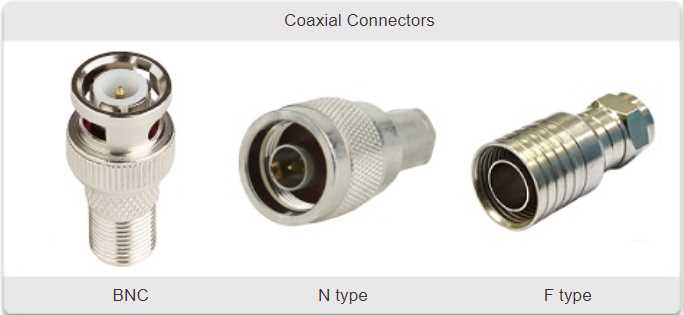 Coaxial Connectors
BNC
N type
F type